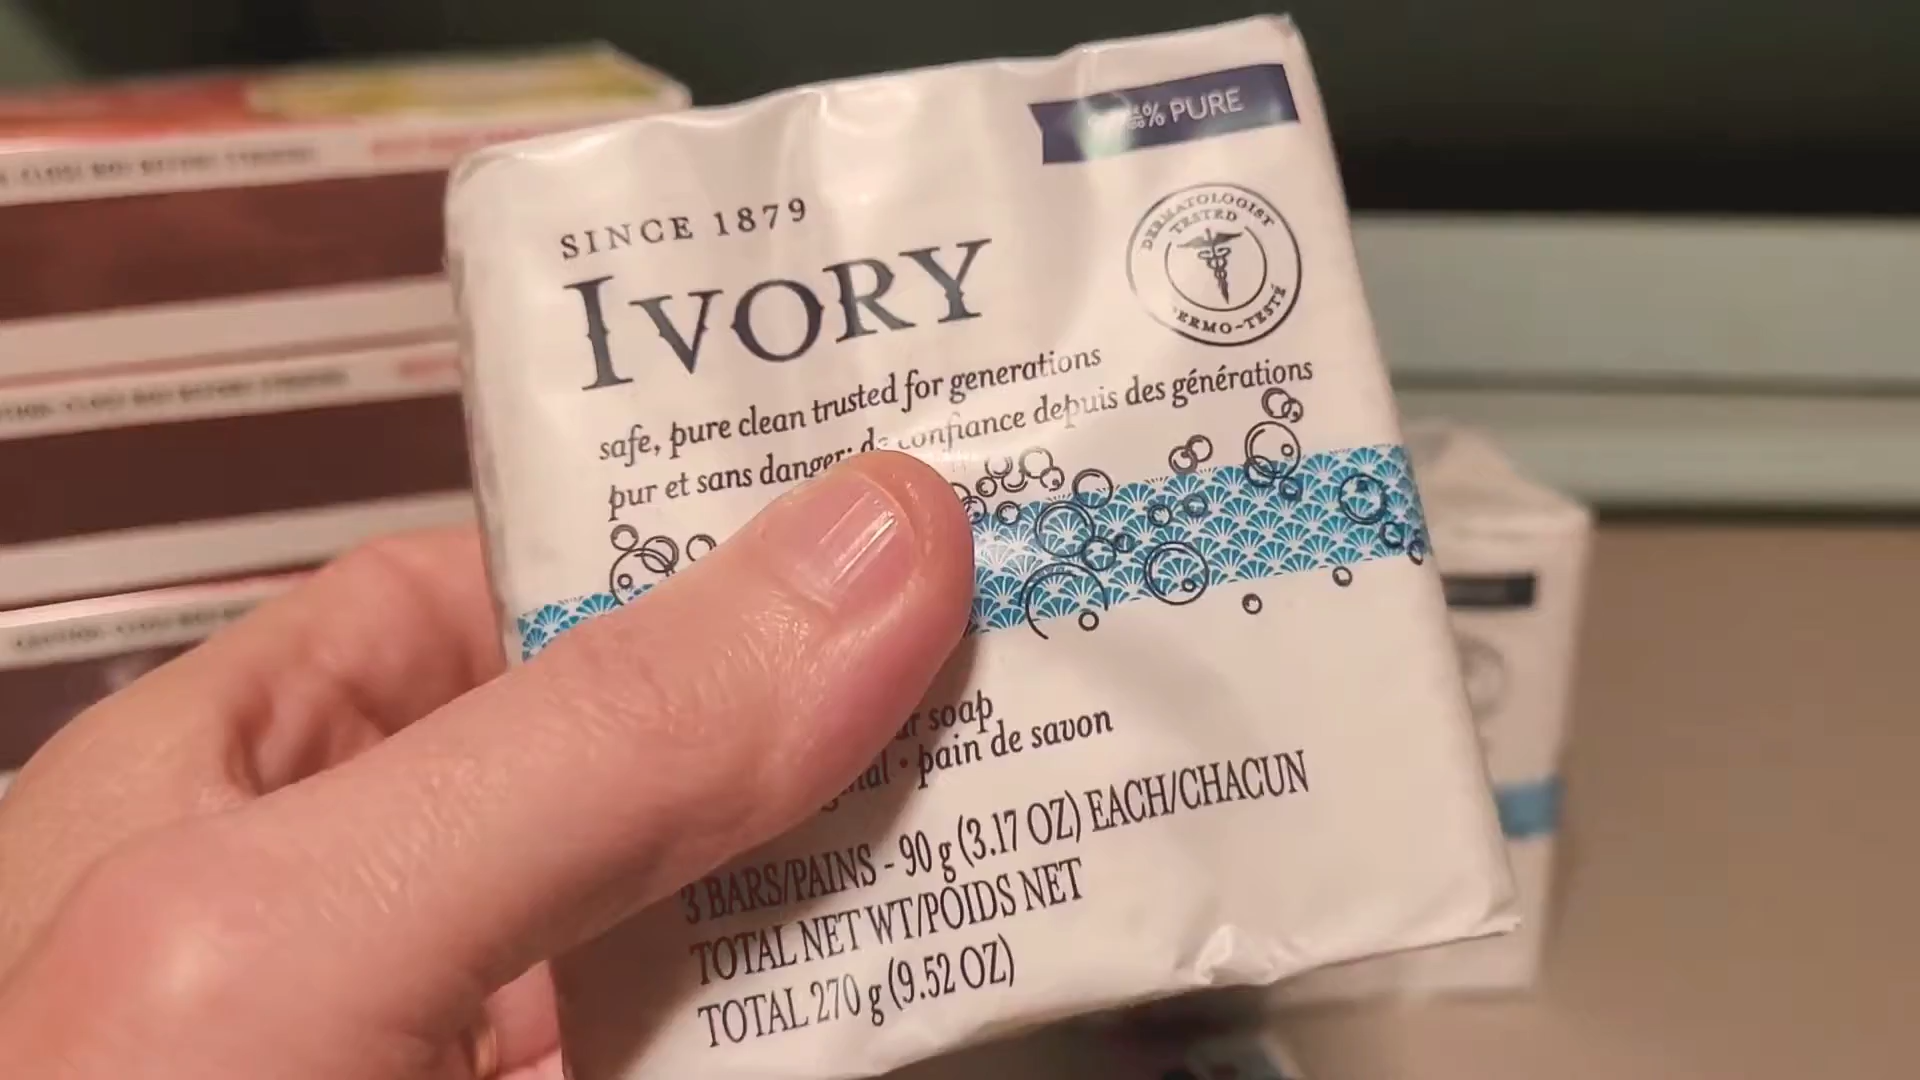 % PURE
SINCE 1879
IVORY
DERMATOLOGIST
TESTED
ERMO-TESTÉ
safe, pure clean trusted for generations
pur et sans danger: de confiance depuis des générations
soap
pain de savon
3 BARS/PAINS - 90 g (3.17 OZ) EACH/CHACUN
TOTAL NET WT/POIDS NET
TOTAL 270 g (9.52 OZ)